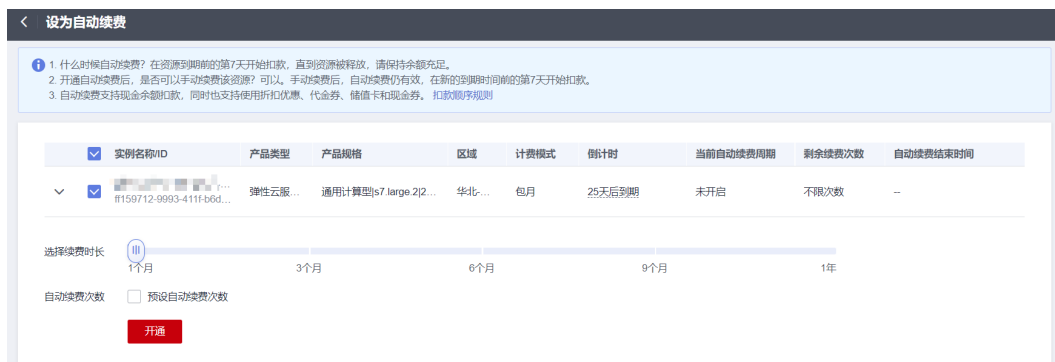 设为自动续费
1. 什么时候自动续费？在资源到期前的第7天开始扣款，直到资源被释放，请保持余额充足。
2. 开通自动续费后，是否可以手动续费该资源？可以。手动续费后，自动续费仍有效，在新的到期时间前的第7天开始扣款。
3. 自动续费支持现金余额扣款，同时也支持使用折扣优惠、代金券、储值卡和现金券。 扣款顺序规则
实例名称/ID 产品类型 产品规格 区域 计费模式 倒计时 当前自动续费周期 剩余续费次数 自动续费结束时间
弹性云服... 通用计算型|s7.large.2|2... 华北-... 包月 25天后到期 未开启 不限次数 --
ff159712-9993-411f-b6d...
选择续费时长
1个月 3个月 6个月 9个月 1年
自动续费次数 预设自动续费次数
开通